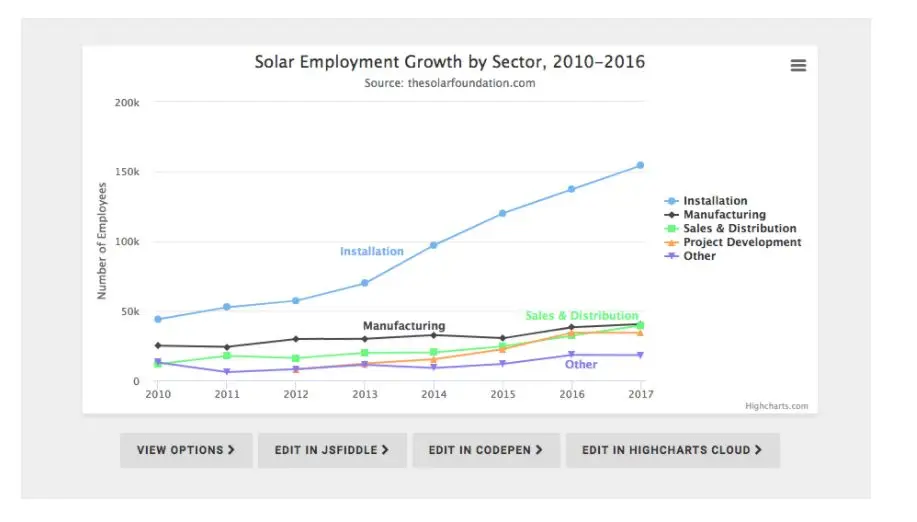 Solar Employment Growth by Sector, 2010-2016
Source: thesolarfoundation.com
Number of Employees
200k
150k
100k
50k
0
Installation
Manufacturing
Sales & Distribution
Other
2010 2011 2012 2013 2014 2015 2016 2017
Installation
Manufacturing
Sales & Distribution
Project Development
Other
Highcharts.com
VIEW OPTIONS EDIT IN JSFIDDLE EDIT IN CODEPEN EDIT IN HIGHCHARTS CLOUD